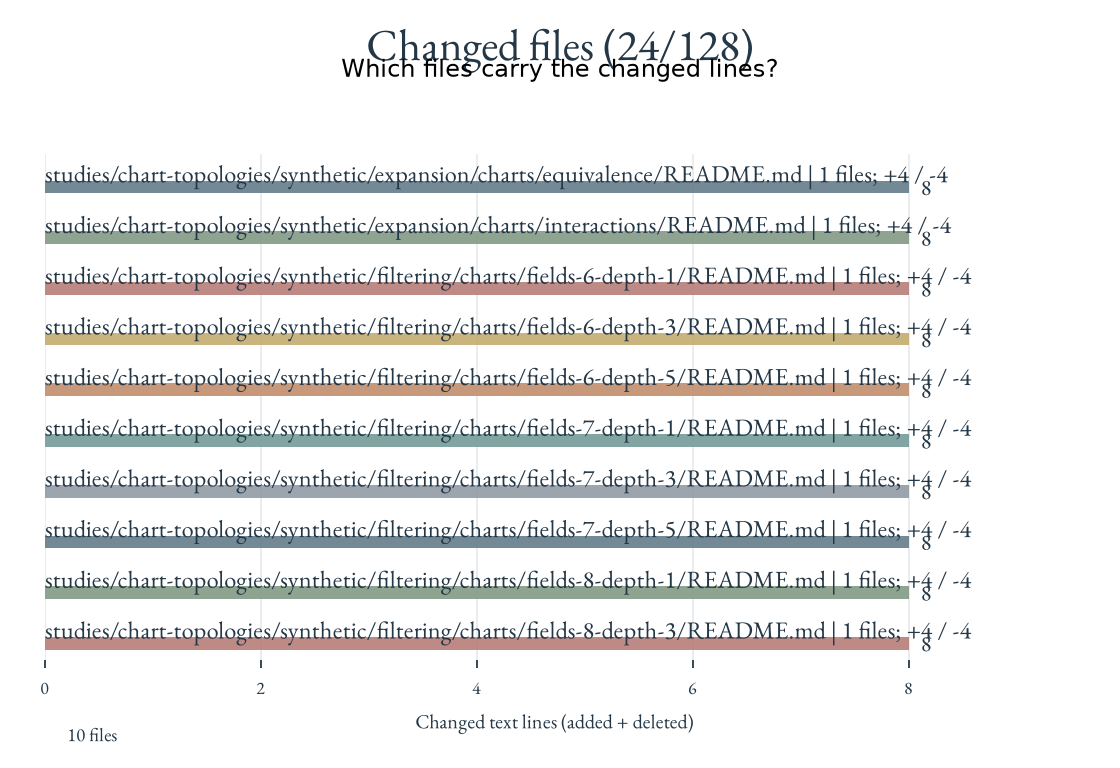 Changed files (24/128)
Which files carry the changed lines?
studies/chart-topologies/synthetic/expansion/charts/equivalence/README.md | 1 files; +4 / -4
8
studies/chart-topologies/synthetic/expansion/charts/interactions/README.md | 1 files; +4 / -4
8
studies/chart-topologies/synthetic/filtering/charts/fields-6-depth-1/README.md | 1 files; +4 / -4
8
studies/chart-topologies/synthetic/filtering/charts/fields-6-depth-3/README.md | 1 files; +4 / -4
8
studies/chart-topologies/synthetic/filtering/charts/fields-6-depth-5/README.md | 1 files; +4 / -4
8
studies/chart-topologies/synthetic/filtering/charts/fields-7-depth-1/README.md | 1 files; +4 / -4
8
studies/chart-topologies/synthetic/filtering/charts/fields-7-depth-3/README.md | 1 files; +4 / -4
8
studies/chart-topologies/synthetic/filtering/charts/fields-7-depth-5/README.md | 1 files; +4 / -4
8
studies/chart-topologies/synthetic/filtering/charts/fields-8-depth-1/README.md | 1 files; +4 / -4
8
studies/chart-topologies/synthetic/filtering/charts/fields-8-depth-3/README.md | 1 files; +4 / -4
8
0 2 4 6 8
Changed text lines (added + deleted)
10 files